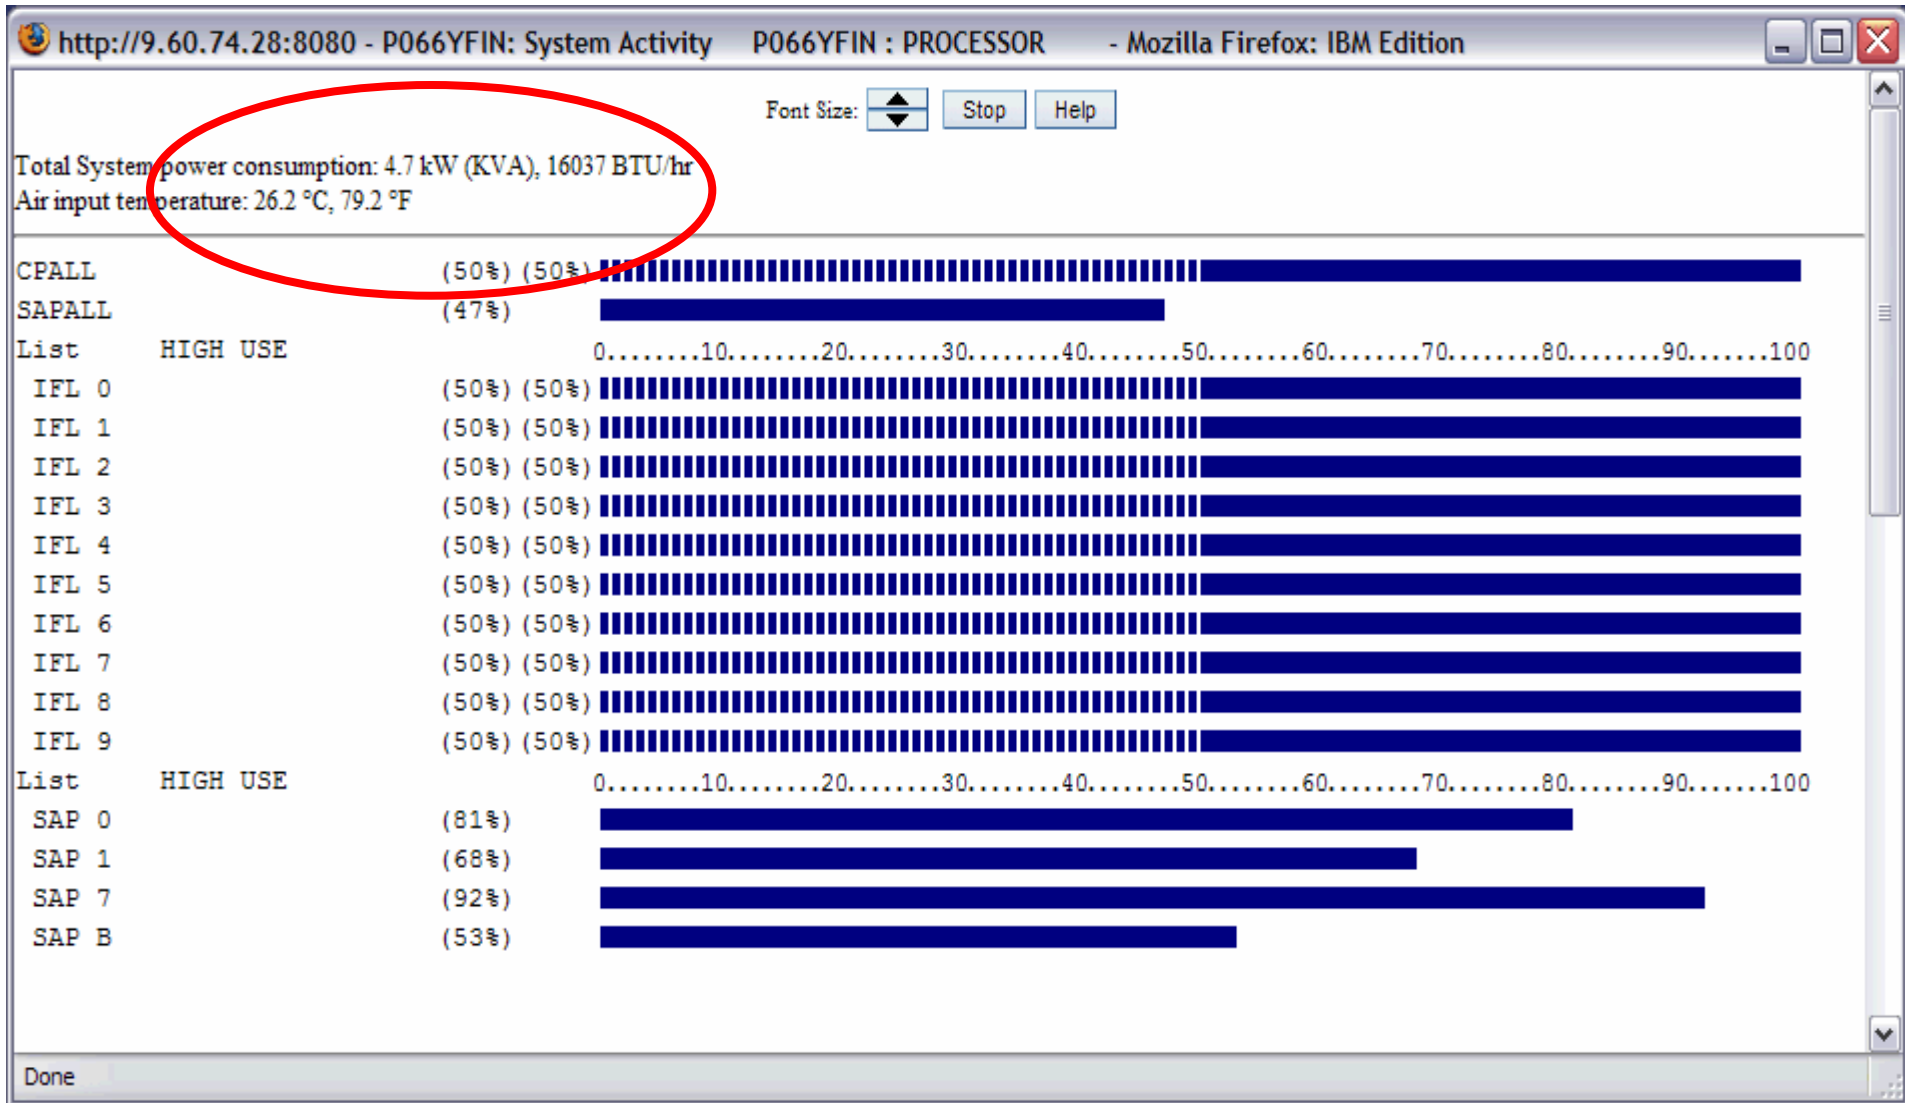 http://9.60.74.28:8080 - P066YFIN: System Activity P066YFIN : PROCESSOR - Mozilla Firefox: IBM Edition
Font Size: Stop Help
Total System power consumption: 4.7 kW (KVA), 16037 BTU/hr
Air input temperature: 26.2 °C, 79.2 °F
CPALL (50%) (50%)
SAPALL (47%)
List HIGH USE 0........10........20........30........40........50........60........70........80........90.......100
IFL 0 (50%) (50%)
IFL 1 (50%) (50%)
IFL 2 (50%) (50%)
IFL 3 (50%) (50%)
IFL 4 (50%) (50%)
IFL 5 (50%) (50%)
IFL 6 (50%) (50%)
IFL 7 (50%) (50%)
IFL 8 (50%) (50%)
IFL 9 (50%) (50%)
List HIGH USE 0........10........20........30........40........50........60........70........80........90.......100
SAP 0 (81%)
SAP 1 (68%)
SAP 7 (92%)
SAP B (53%)
Done